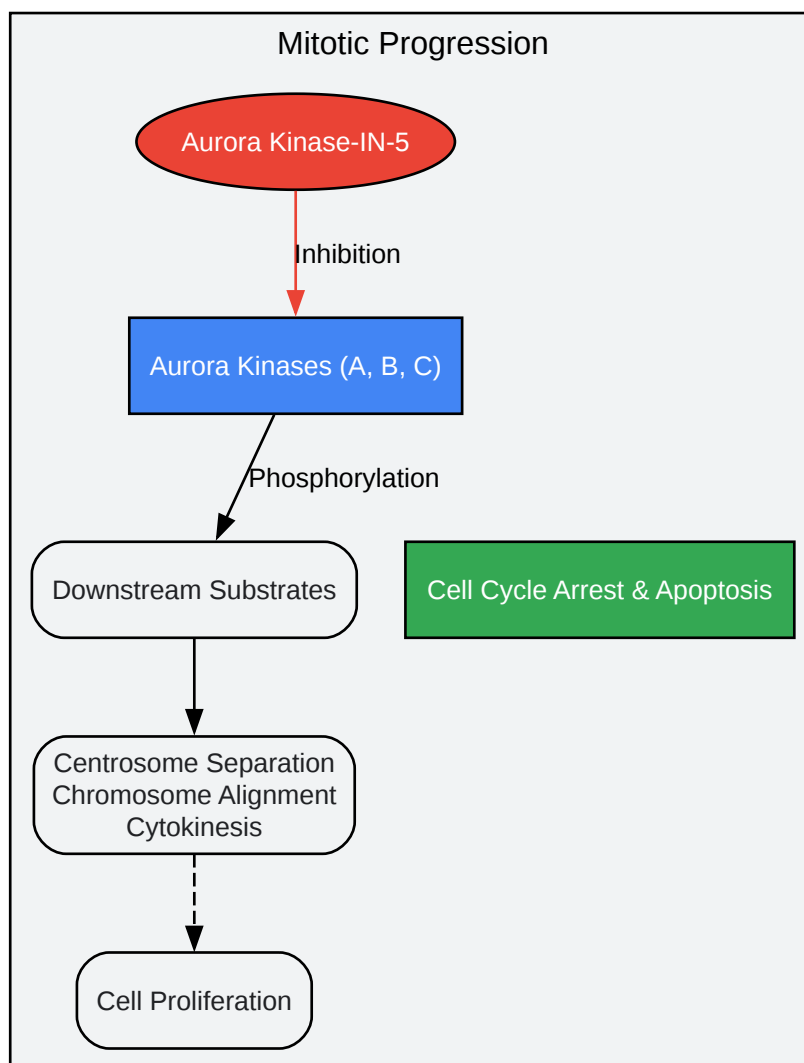 Mitotic Progression
Aurora Kinase-IN-5
Inhibition
Aurora Kinases (A, B, C)
Phosphorylation
Downstream Substrates
Cell Cycle Arrest & Apoptosis
Centrosome Separation
Chromosome Alignment
Cytokinesis
Cell Proliferation